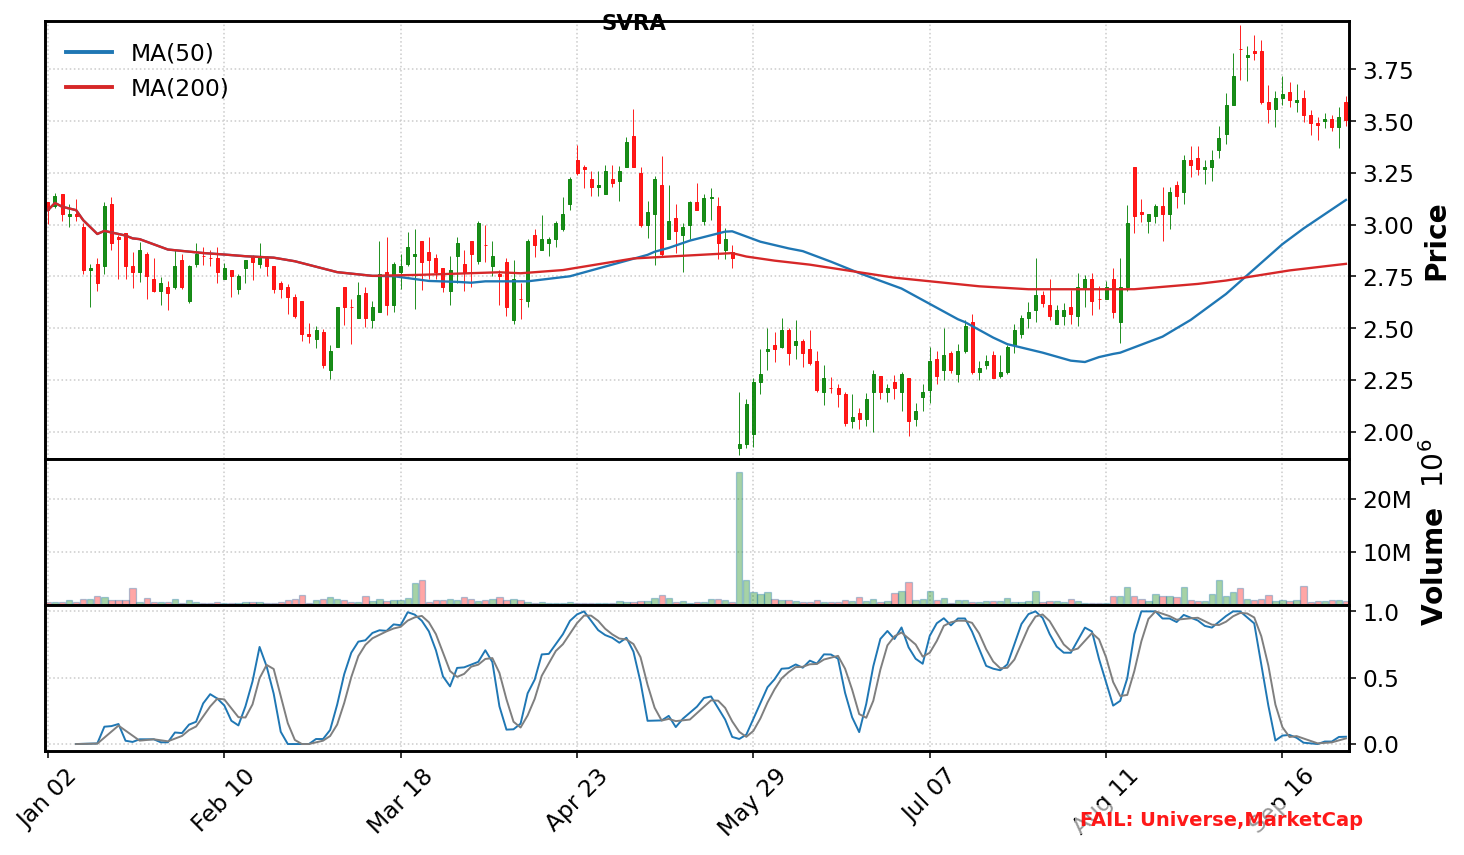 SVRA
MA(50)
MA(200)
3.75
3.50
3.25
3.00
2.75
2.50
2.25
2.00
Price
20M
10M
Volume 10^6
1.0
0.5
0.0
Jan 02
Feb 10
Mar 18
Apr 23
May 29
Jul 07
Aug 11
Sep 16
FAIL: Universe,MarketCap